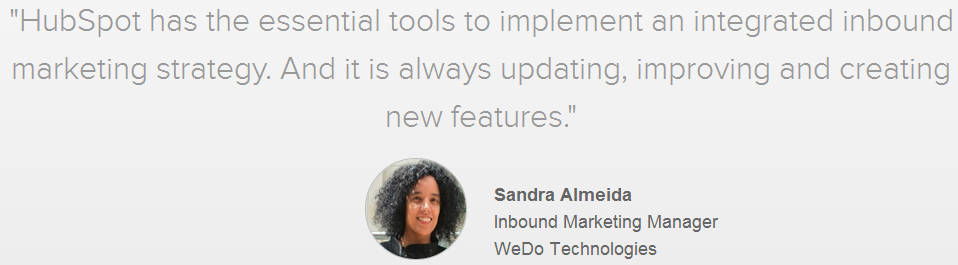 "HubSpot has the essential tools to implement an integrated inbound
marketing strategy. And it is always updating, improving and creating
new features."
Sandra Almeida
Inbound Marketing Manager
WeDo Technologies